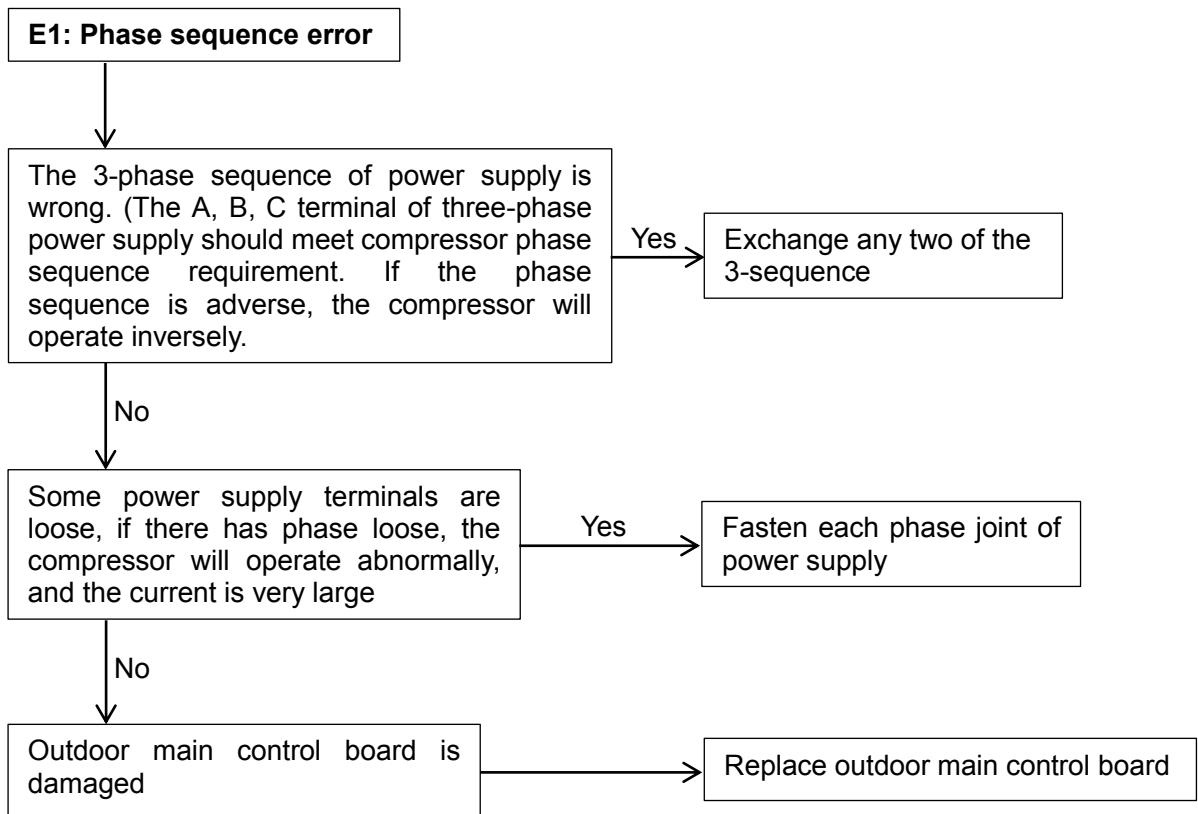 E1: Phase sequence error
The 3-phase sequence of power supply is
wrong. (The A, B, C terminal of three-phase
power supply should meet compressor phase
sequence requirement. If the phase
sequence is adverse, the compressor will
operate inversely.
Yes
Exchange any two of the
3-sequence
No
Some power supply terminals are
loose, if there has phase loose, the
compressor will operate abnormally,
and the current is very large
Yes
Fasten each phase joint of
power supply
No
Outdoor main control board is
damaged
Replace outdoor main control board